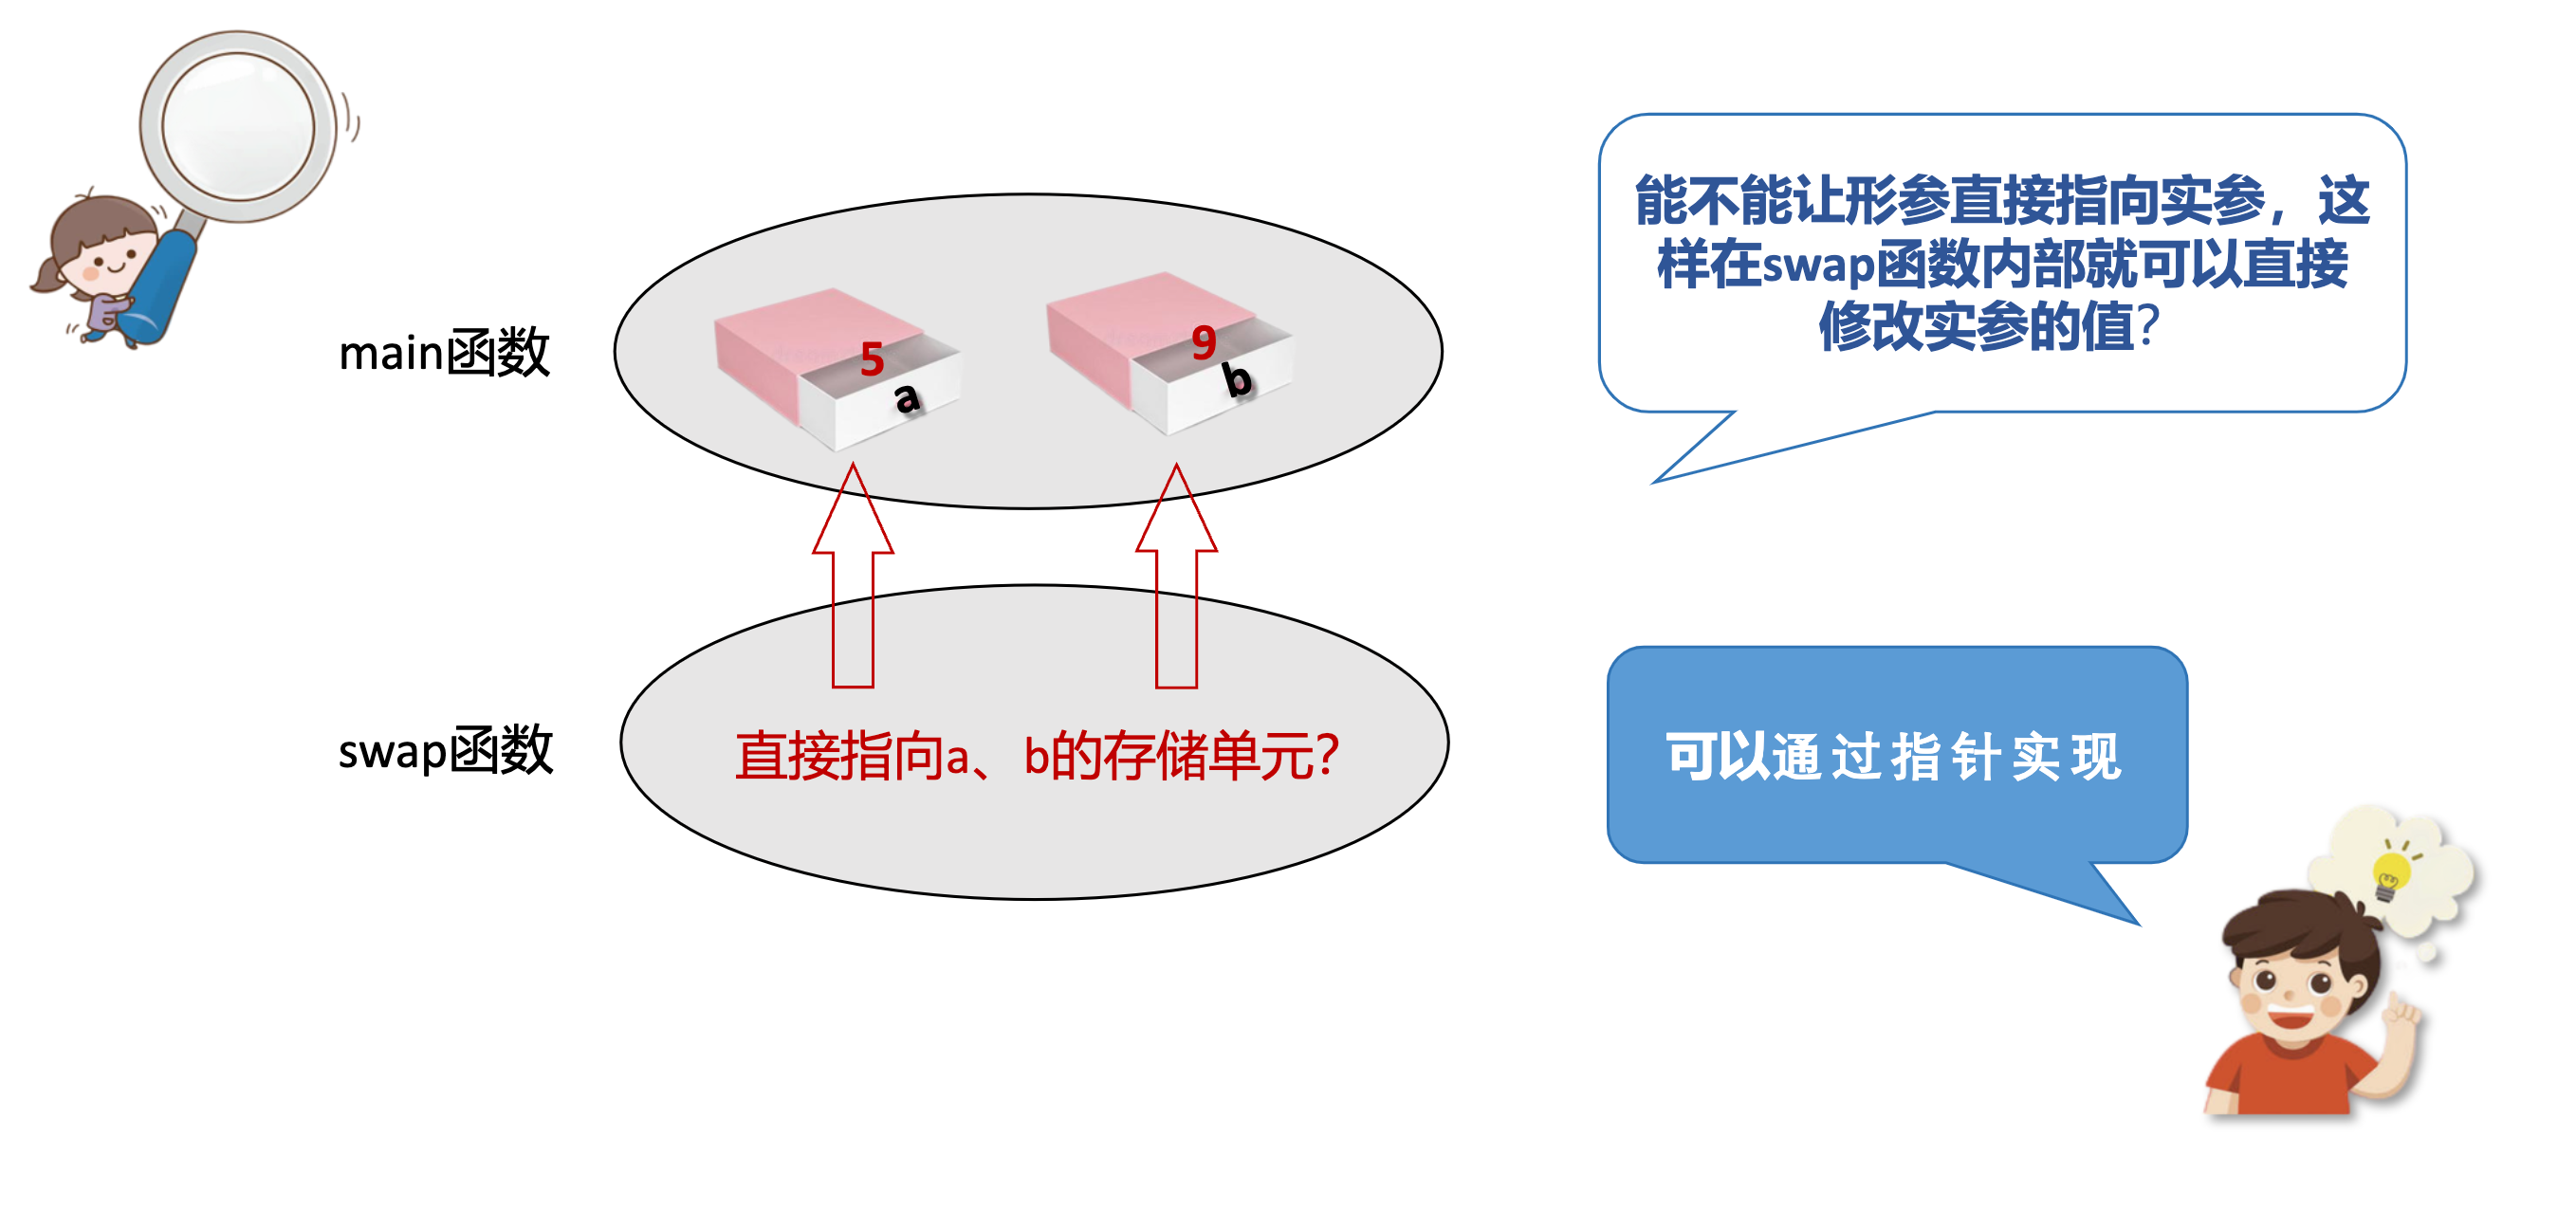 能不能让形参直接指向实参，这
样在swap函数内部就可以直接
修改实参的值？
main函数
5
a
9
b
swap函数
直接指向a、b的存储单元？
可以通过指针实现